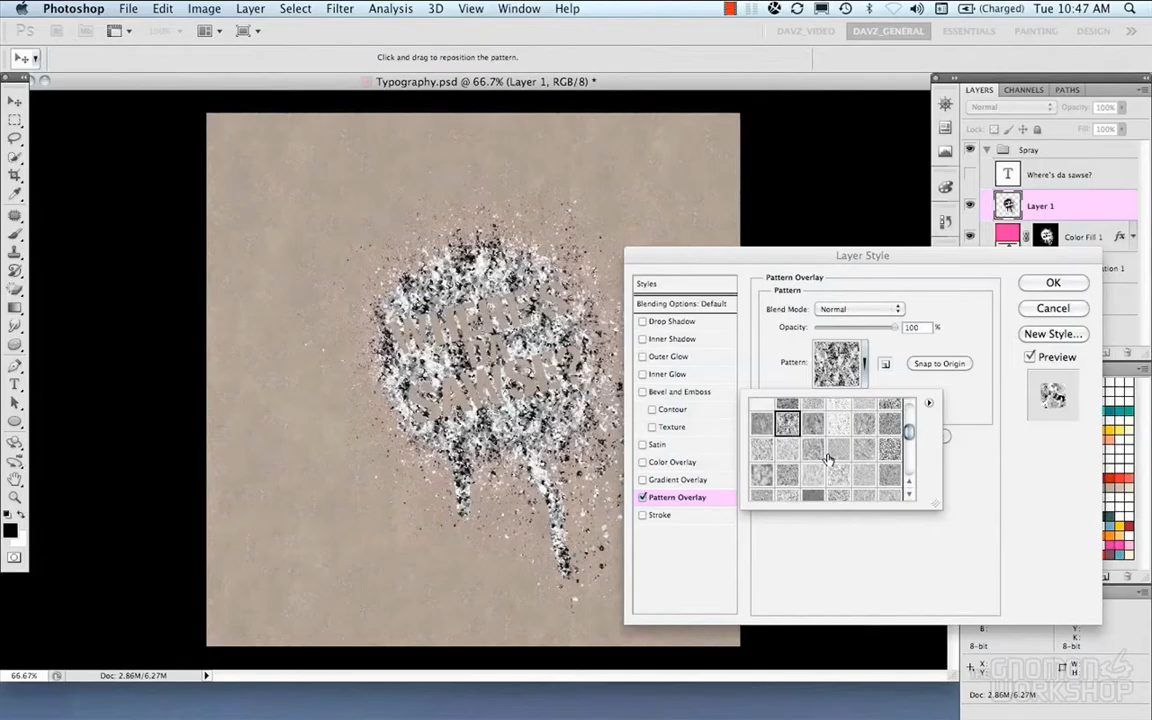 Photoshop File Edit Image Layer Select Filter Analysis 3D View Window Help (Charged) Tue 10:47 AM
DAVZ_VIDEO DAVZ_GENERAL ESSENTIALS PAINTING DESIGN
Click and drag to reposition the pattern.
Typography.psd @ 66.7% (Layer 1, RGB/8) *
LAYERS CHANNELS PATHS
Normal Opacity: 100%
Lock: Fill: 100%
Spray
T Where's da sawse?
Layer 1
Color Fill 1 fx
Layer Style
Styles
Blending Options: Default
Drop Shadow
Inner Shadow
Outer Glow
Inner Glow
Bevel and Emboss
Contour
Texture
Satin
Color Overlay
Gradient Overlay
Pattern Overlay
Stroke
Pattern Overlay
Pattern
Blend Mode: Normal
Opacity: 100 %
Pattern: Snap to Origin
OK
Cancel
New Style...
Preview
WHERE'S
DA
SAWSE?
B: Y:
K:
8-bit 8-bit
X: W:
Y: H:
Doc: 2.86M/6.27M
66.67% Doc: 2.86M/6.27M
GNOMON
WORKSHOP